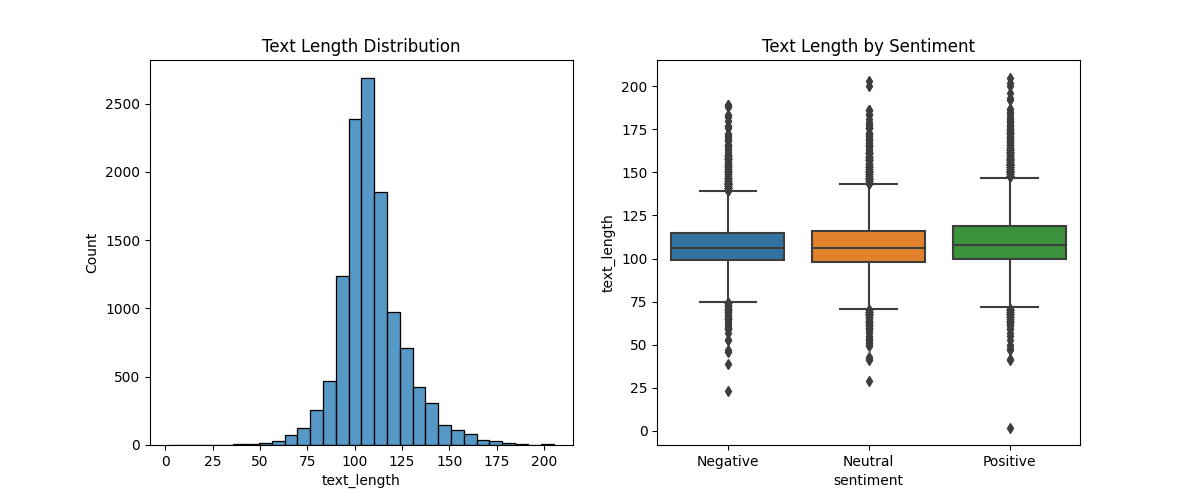 Text Length Distribution
2500
2000
1500
1000
500
0
Count
0 25 50 75 100 125 150 175 200
text_length
Text Length by Sentiment
200
175
150
125
100
75
50
25
0
text_length
Negative Neutral Positive
sentiment